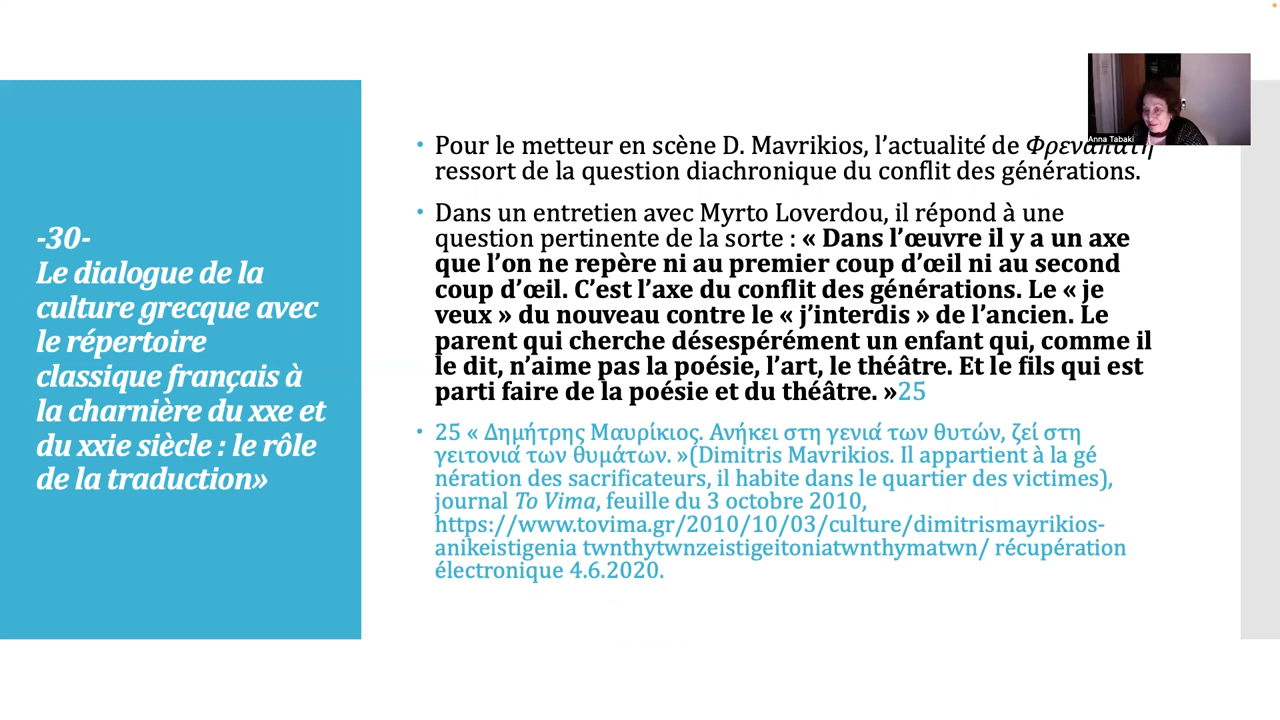 Anna Tabaki
-30-
Le dialogue de la
culture grecque avec
le répertoire
classique français à
la charnière du xxe et
du xxie siècle : le rôle
de la traduction»
• Pour le metteur en scène D. Mavrikios, l’actualité de
ressort de la question diachronique du conflit des générations.
• Dans un entretien avec Myrto Loverdou, il répond à une
question pertinente de la sorte : « Dans l’œuvre il y a un axe
que l’on ne repère ni au premier coup d’œil ni au second
coup d’œil. C’est l’axe du conflit des générations. Le « je
veux » du nouveau contre le « j’interdis » de l’ancien. Le
parent qui cherche désespérément un enfant qui, comme il
le dit, n’aime pas la poésie, l’art, le théâtre. Et le fils qui est
parti faire de la poésie et du théâtre. »25
• 25 « Δημήτρης Μαυρίκιος. Ανήκει στη γενιά των θυτών, ζεί στη
γειτονιά των θυμάτων. »(Dimitris Mavrikios. Il appartient à la gé
nération des sacrificateurs, il habite dans le quartier des victimes),
journal To Vima, feuille du 3 octobre 2010,
https://www.tovima.gr/2010/10/03/culture/dimitrismayrikios-
anikeistigenia twnthytwnzeistigeitoniatwnthymatwn/ récupération
électronique 4.6.2020.